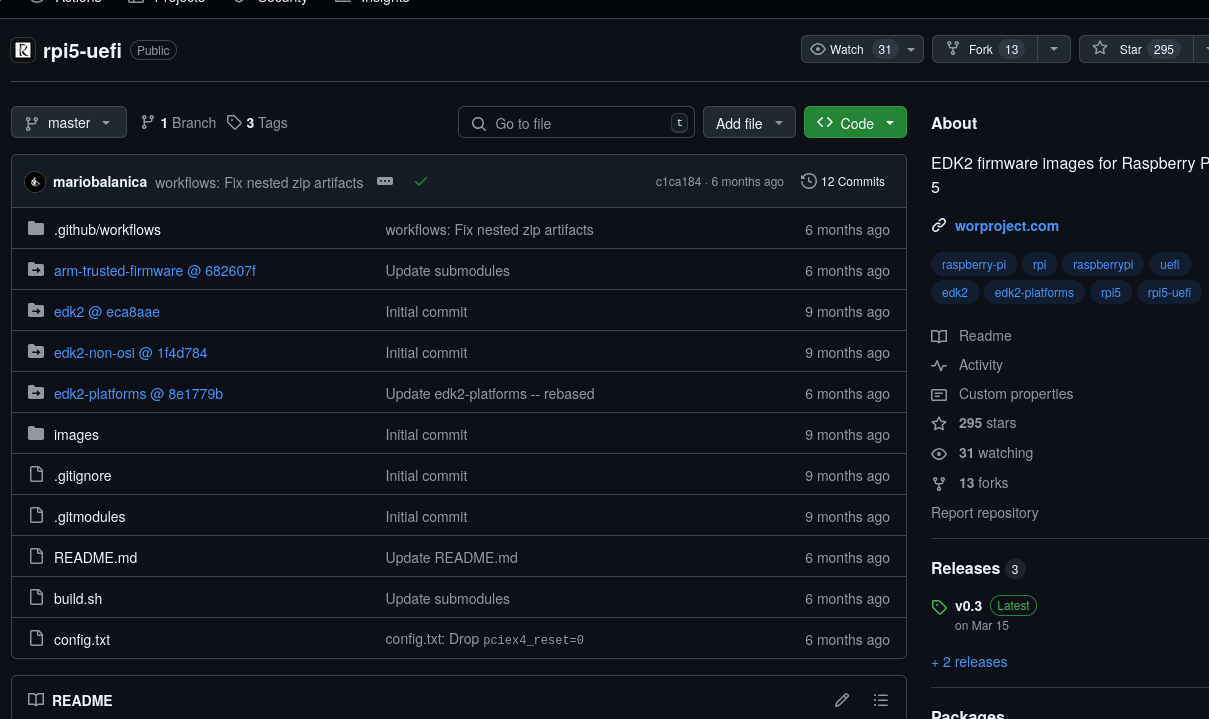 Actions Projects Security Insights
rpi5-uefi Public Watch 31 Fork 13 Star 295
master 1 Branch 3 Tags Go to file t Add file Code
mariobalanica workflows: Fix nested zip artifacts c1ca184 · 6 months ago 12 Commits
.github/workflows workflows: Fix nested zip artifacts 6 months ago
arm-trusted-firmware @ 682607f Update submodules 6 months ago
edk2 @ eca8aae Initial commit 9 months ago
edk2-non-osi @ 1f4d784 Initial commit 9 months ago
edk2-platforms @ 8e1779b Update edk2-platforms -- rebased 6 months ago
images Initial commit 9 months ago
.gitignore Initial commit 9 months ago
.gitmodules Initial commit 9 months ago
README.md Update README.md 6 months ago
build.sh Update submodules 6 months ago
config.txt config.txt: Drop pciex4_reset=0 6 months ago
README
About
EDK2 firmware images for Raspberry P
5
worproject.com
raspberry-pi rpi raspberrypi uefi
edk2 edk2-platforms rpi5 rpi5-uefi
Readme
Activity
Custom properties
295 stars
31 watching
13 forks
Report repository
Releases 3
v0.3 Latest
on Mar 15
+ 2 releases
Packages